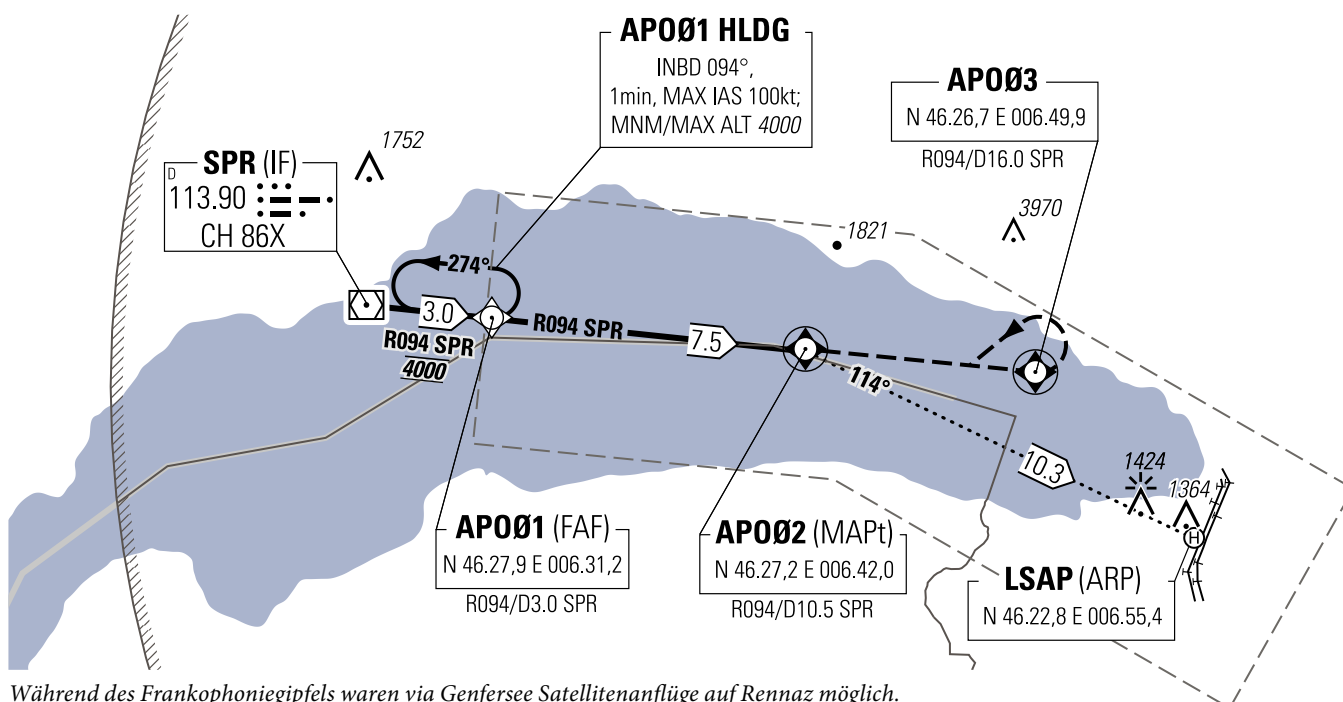 APOØ1 HLDG
INBD 094°,
1min, MAX IAS 100kt;
MNM/MAX ALT 4000
APOØ3
N 46.26,7 E 006.49,9
R094/D16.0 SPR
1752
SPR (IF)
D
113.90
CH 86X
3970
1821
274°
3.0
R094 SPR
4000
R094 SPR
7.5
114°
10.3
1424
1364
H
APOØ1 (FAF)
N 46.27,9 E 006.31,2
R094/D3.0 SPR
APOØ2 (MAPt)
N 46.27,2 E 006.42,0
R094/D10.5 SPR
LSAP (ARP)
N 46.22,8 E 006.55,4
Während des Frankophoniegipfels waren via Genfersee Satellitenanflüge auf Rennaz möglich.